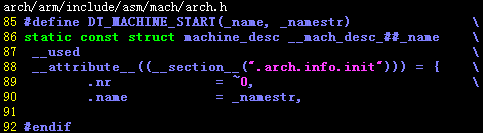 arch/arm/include/asm/mach/arch.h
85 #define DT_MACHINE_START(_name, _namestr) \
86 static const struct machine_desc __mach_desc_##_name \
87 __used \
88 __attribute__((__section__(".arch.info.init"))) = { \
89 .nr = ~0, \
90 .name = _namestr,
91
92 #endif